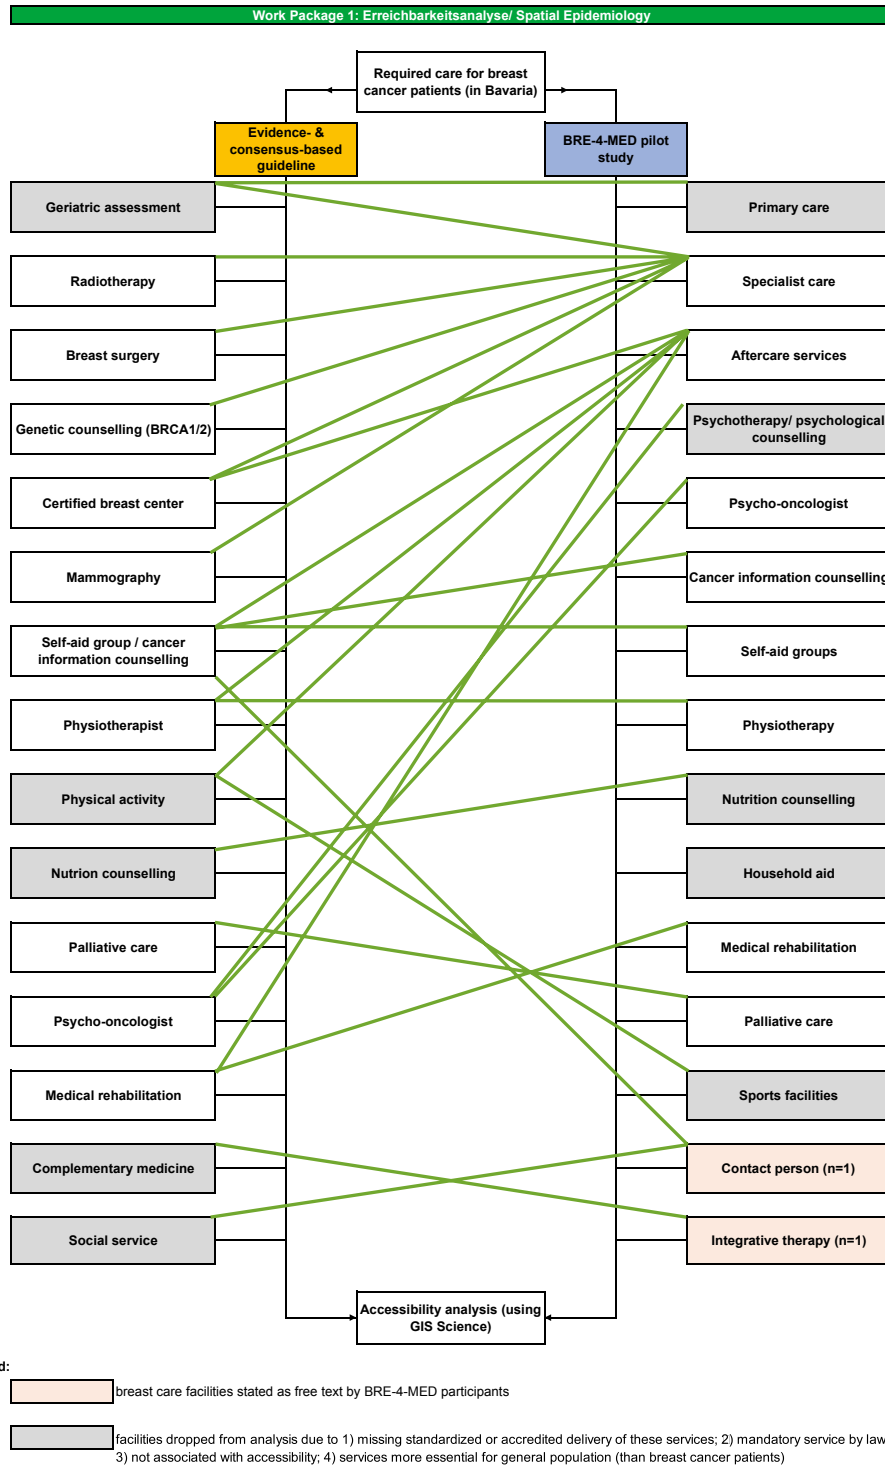 Work Package 1: Erreichbarkeitsanalyse/ Spatial Epidemiology
Required care for breast
cancer patients (in Bavaria)
Evidence- &
consensus-based
guideline
BRE-4-MED pilot
study
Geriatric assessment
Primary care
Radiotherapy
Specialist care
Breast surgery
Aftercare services
Genetic counselling (BRCA1/2)
Psychotherapy/ psychological
counselling
Certified breast center
Psycho-oncologist
Mammography
Cancer information counselling
Self-aid group / cancer
information counselling
Self-aid groups
Physiotherapist
Physiotherapy
Physical activity
Nutrition counselling
Nutrion counselling
Household aid
Palliative care
Medical rehabilitation
Psycho-oncologist
Palliative care
Medical rehabilitation
Sports facilities
Complementary medicine
Contact person (n=1)
Social service
Integrative therapy (n=1)
Accessibility analysis (using
GIS Science)
d:
breast care facilities stated as free text by BRE-4-MED participants
facilities dropped from analysis due to 1) missing standardized or accredited delivery of these services; 2) mandatory service by law
3) not associated with accessibility; 4) services more essential for general population (than breast cancer patients)